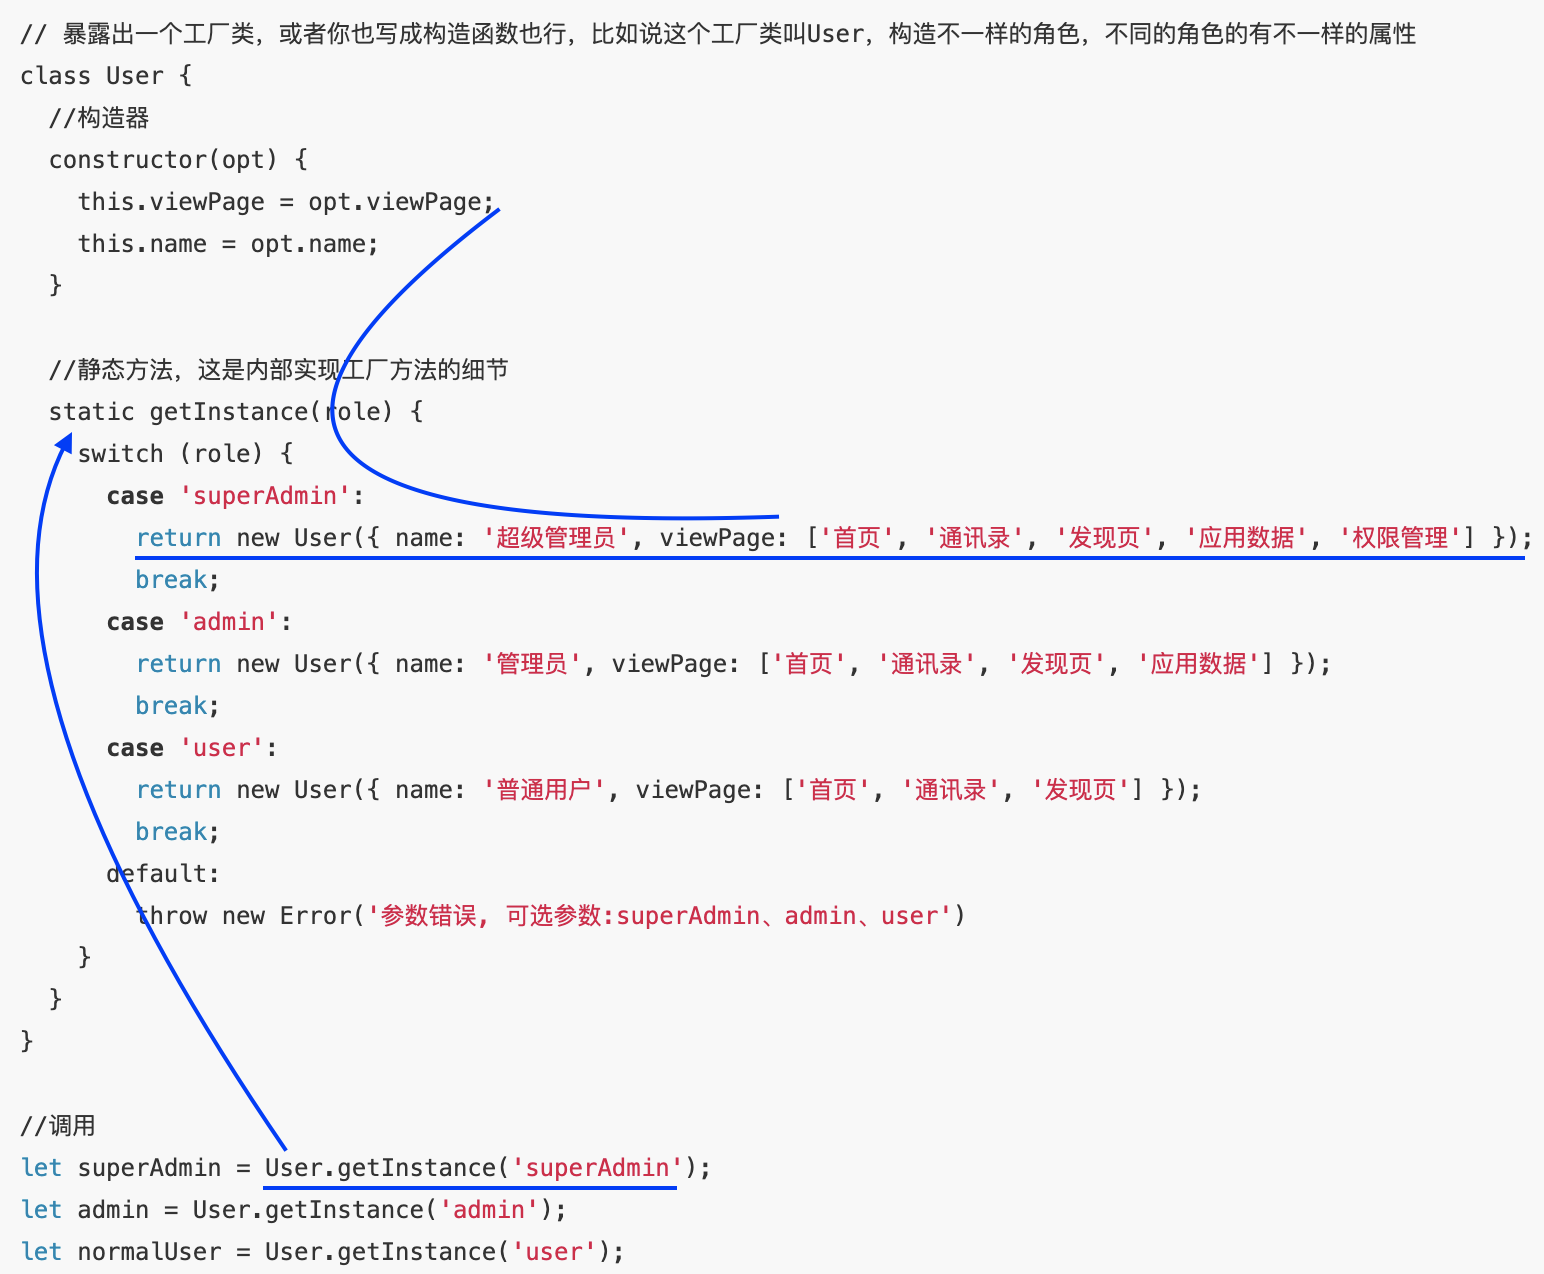 // 暴露出一个工厂类，或者你也写成构造函数也行，比如说这个工厂类叫User，构造不一样的角色，不同的角色的有不一样的属性
class User {
  //构造器
  constructor(opt) {
    this.viewPage = opt.viewPage;
    this.name = opt.name;
  }

  //静态方法，这是内部实现工厂方法的细节
  static getInstance(role) {
    switch (role) {
      case 'superAdmin':
        return new User({ name: '超级管理员', viewPage: ['首页', '通讯录', '发现页', '应用数据', '权限管理'] });
        break;
      case 'admin':
        return new User({ name: '管理员', viewPage: ['首页', '通讯录', '发现页', '应用数据'] });
        break;
      case 'user':
        return new User({ name: '普通用户', viewPage: ['首页', '通讯录', '发现页'] });
        break;
      default:
        throw new Error('参数错误, 可选参数:superAdmin、admin、user')
    }
  }
}

//调用
let superAdmin = User.getInstance('superAdmin');
let admin = User.getInstance('admin');
let normalUser = User.getInstance('user');